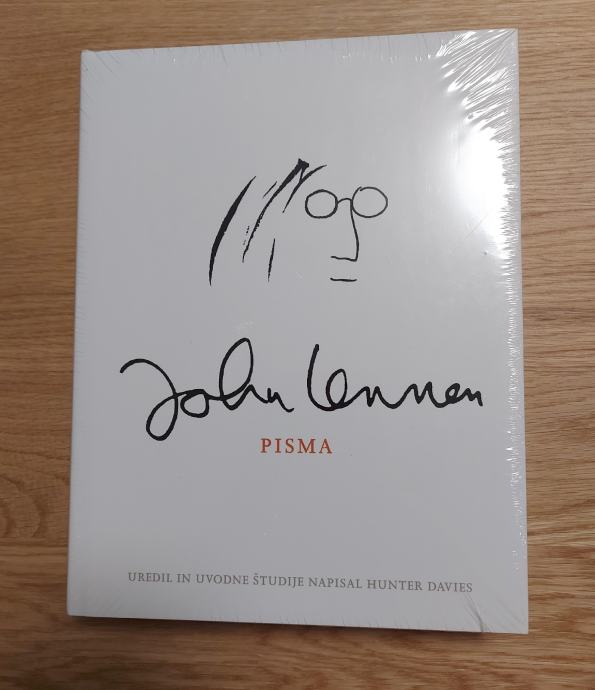 John Lennon
PISMA
UREDIL IN UVODNE ŠTUDIJE NAPISAL HUNTER DAVIES